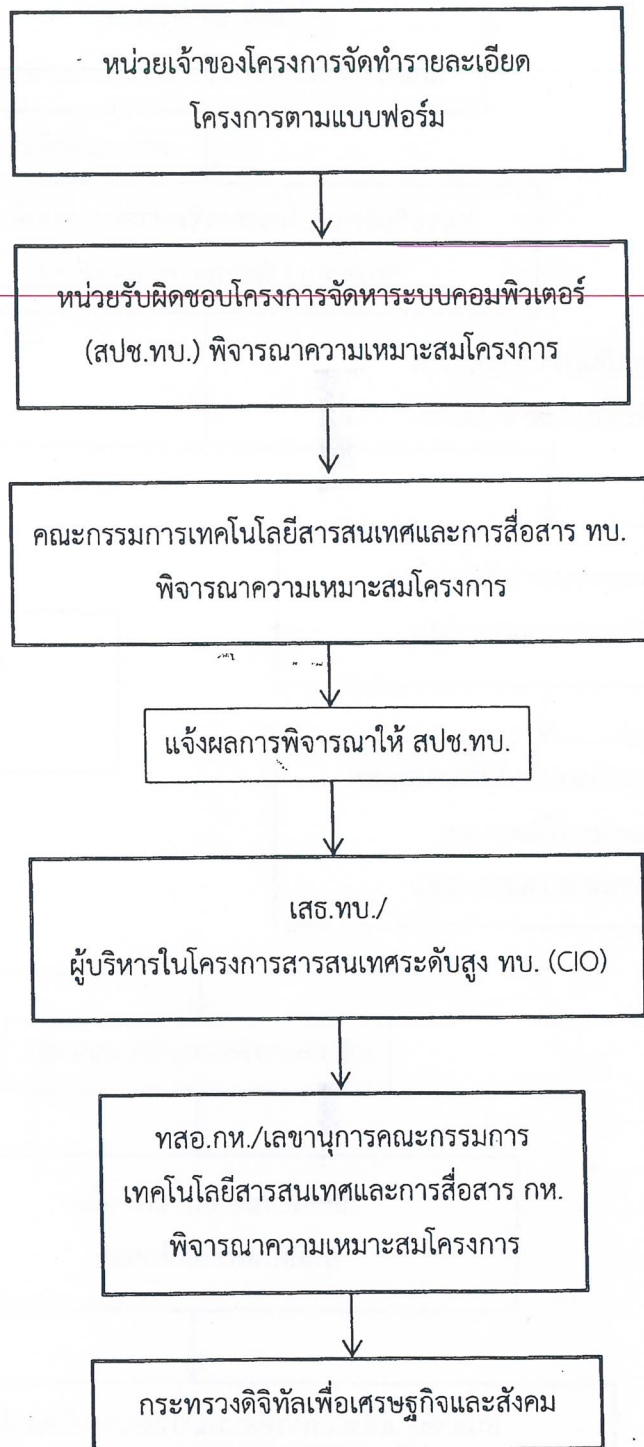 หน่วยเจ้าของโครงการจัดทำรายละเอียด
โครงการตามแบบฟอร์ม
หน่วยรับผิดชอบโครงการจัดหาระบบคอมพิวเตอร์
(สปช.ทบ.) พิจารณาความเหมาะสมโครงการ
คณะกรรมการเทคโนโลยีสารสนเทศและการสื่อสาร ทบ.
พิจารณาความเหมาะสมโครงการ
แจ้งผลการพิจารณาให้ สปช.ทบ.
เสธ.ทบ./
ผู้บริหารในโครงการสารสนเทศระดับสูง ทบ. (CIO)
ทสอ.กห./เลขานุการคณะกรรมการ
เทคโนโลยีสารสนเทศและการสื่อสาร กห.
พิจารณาความเหมาะสมโครงการ
กระทรวงดิจิทัลเพื่อเศรษฐกิจและสังคม